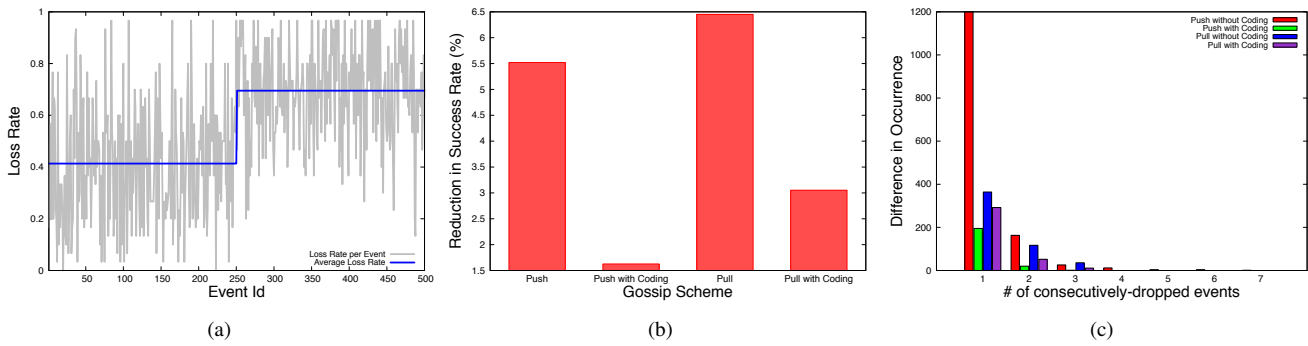 1
0.8
0.6
0.4
0.2
0
Loss Rate
50 100 150 200 250 300 350 400 450 500
Event Id
Loss Rate per Event
Average Loss Rate
(a)
6.5
6
5.5
5
4.5
4
3.5
3
2.5
2
1.5
Reduction in Success Rate (%)
Push Push with Coding Pull Pull with Coding
Gossip Scheme
(b)
1200
1000
800
600
400
200
0
Difference in Occurrence
Push without Coding
Push with Coding
Pull without Coding
Pull with Coding
1 2 3 4 5 6 7
# of consecutively-dropped events
(c)